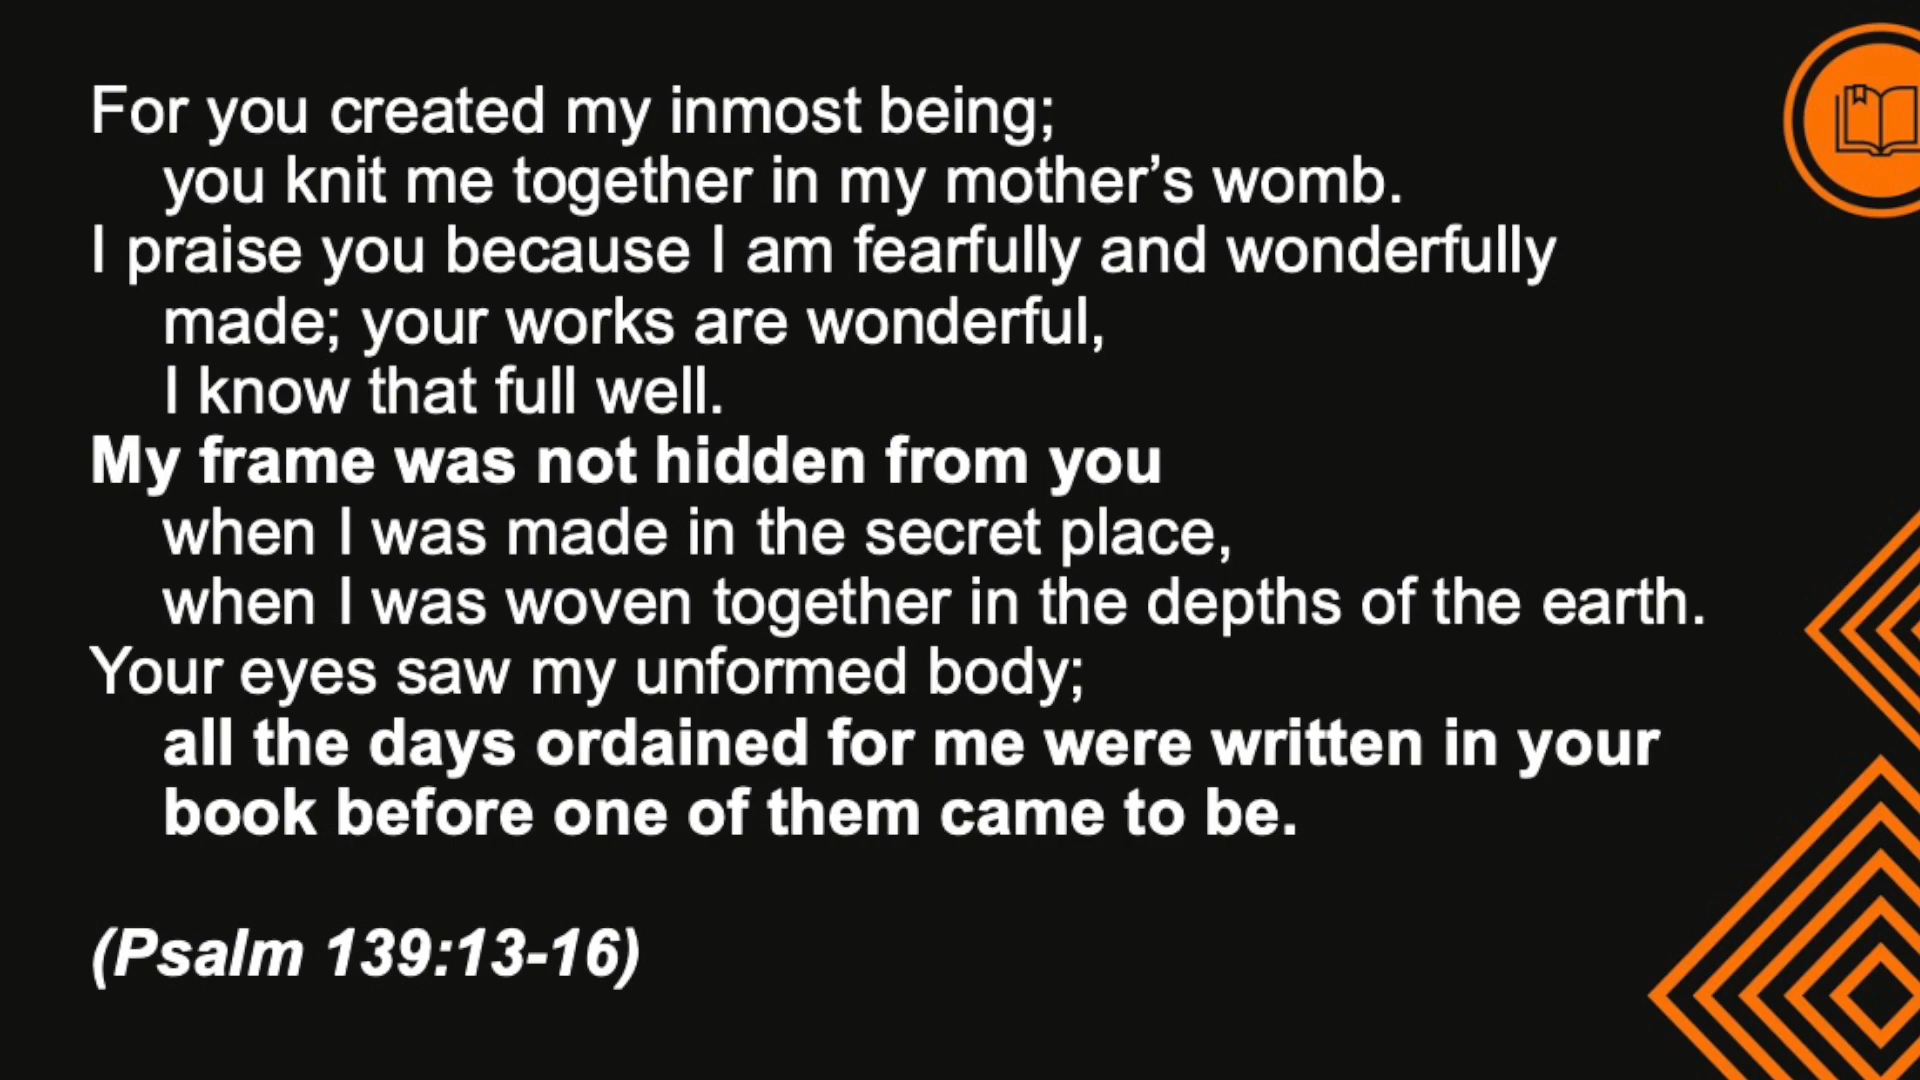 For you created my inmost being;
you knit me together in my mother’s womb.
I praise you because I am fearfully and wonderfully
made; your works are wonderful,
I know that full well.
My frame was not hidden from you
when I was made in the secret place,
when I was woven together in the depths of the earth.
Your eyes saw my unformed body;
all the days ordained for me were written in your
book before one of them came to be.
(Psalm 139:13-16)